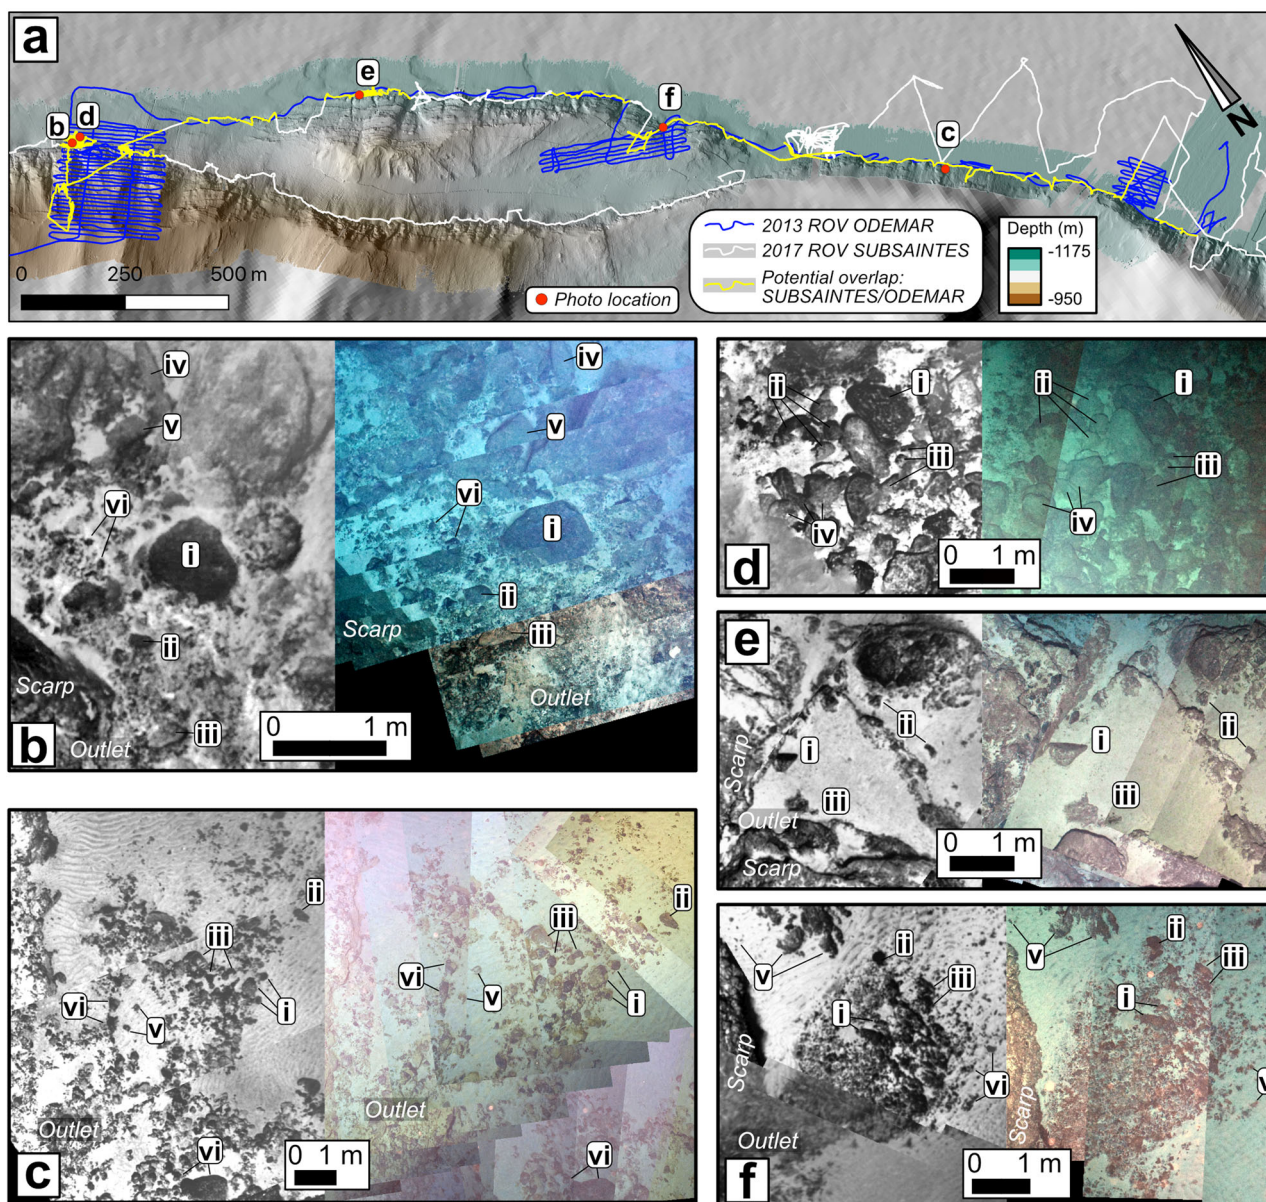 a
e
f
d
b
c
N
2013 ROV ODEMAR
2017 ROV SUBSAINTES
Potential overlap:
SUBSAINTES/ODEMAR
Depth (m)
-1175
-950
0 250 500 m
Photo location
iv
v
vi
i
ii
iii
Scarp
Outlet
0 1 m
b
iv
v
vi
i
ii
iii
Scarp
Outlet
ii
i
iii
iv
d
0 1 m
ii
i
iii
iv
e
ii
i
iii
Scarp
Outlet
Scarp
0 1 m
ii
i
iii
ii
iii
vi
v
i
Outlet
vi
c
0 1 m
ii
iii
vi
v
i
Outlet
vi
v
ii
iii
i
vi
Scarp
Outlet
f
0 1 m
v
ii
iii
i
Scarp